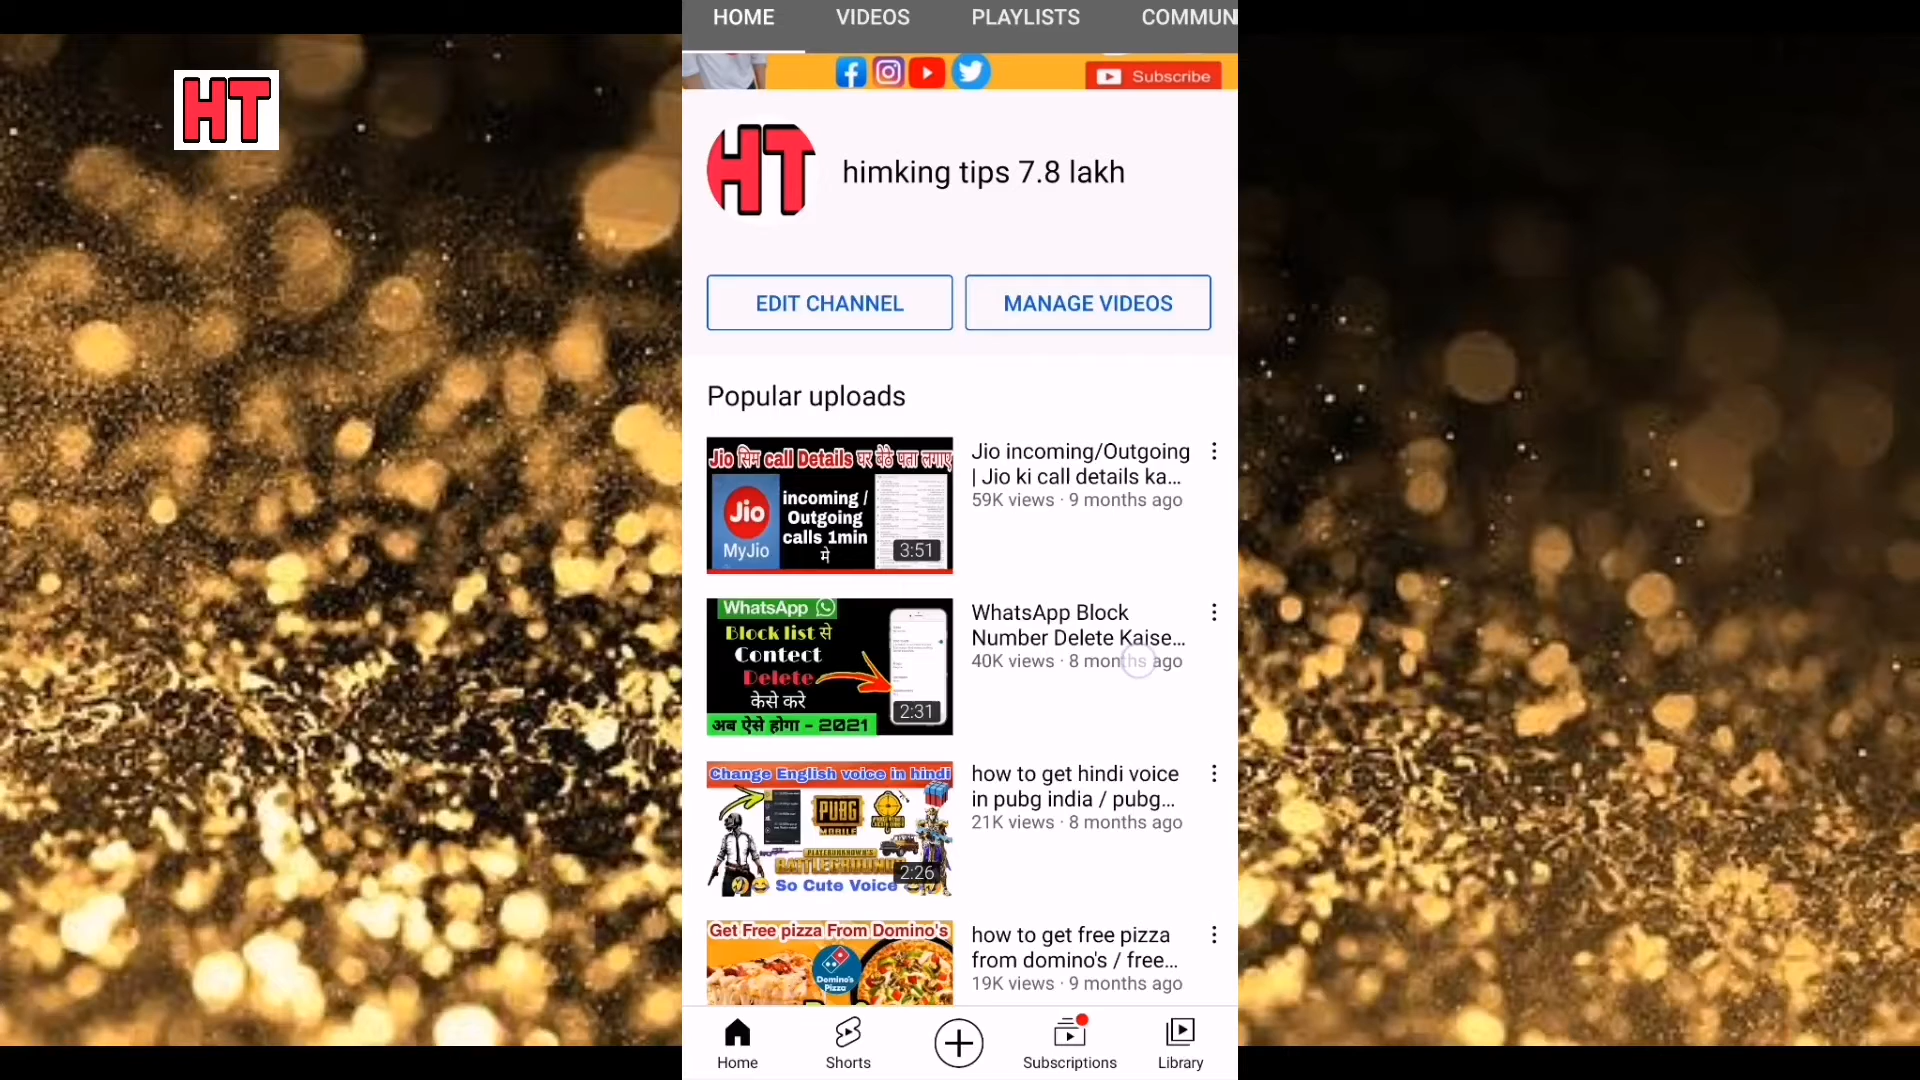 HOME VIDEOS PLAYLISTS COMMUN
Subscribe
HT
HT himking tips 7.8 lakh
EDIT CHANNEL MANAGE VIDEOS
Popular uploads
Jio सिम call Details घर बेठे पता लगाए
Jio
MyJio
incoming /
Outgoing
calls 1min
मे
3:51
Jio incoming/Outgoing
| Jio ki call details ka...
59K views · 9 months ago
WhatsApp
Block list से
Contect
Delete
केसे करे
अब ऐसे होगा - 2021
2:31
WhatsApp Block
Number Delete Kaise...
40K views · 8 months ago
Change English voice in hindi
PUBG
MOBILE
So Cute Voice
2:26
how to get hindi voice
in pubg india / pubg...
21K views · 8 months ago
Get Free pizza From Domino's
Domino's
Pizza
how to get free pizza
from domino's / free...
19K views · 9 months ago
Home Shorts Subscriptions Library